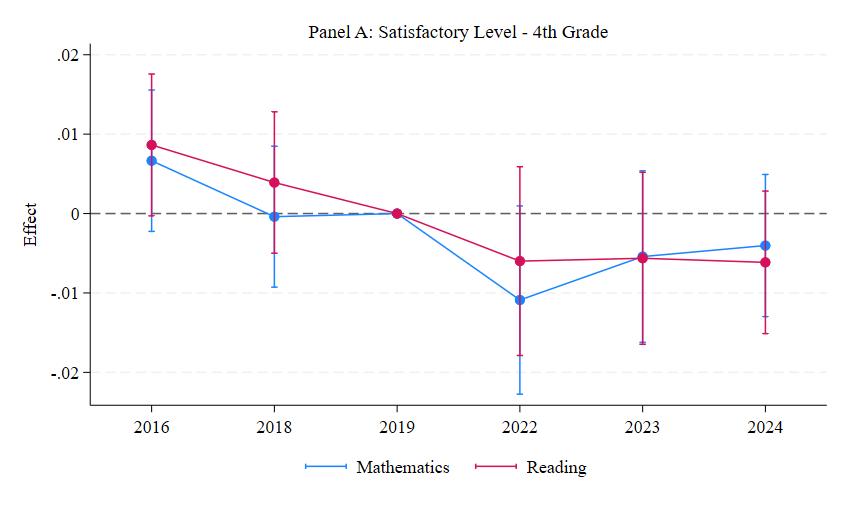 Panel A: Satisfactory Level - 4th Grade
.02
.01
0
-.01
-.02
Effect
2016 2018 2019 2022 2023 2024
Mathematics Reading